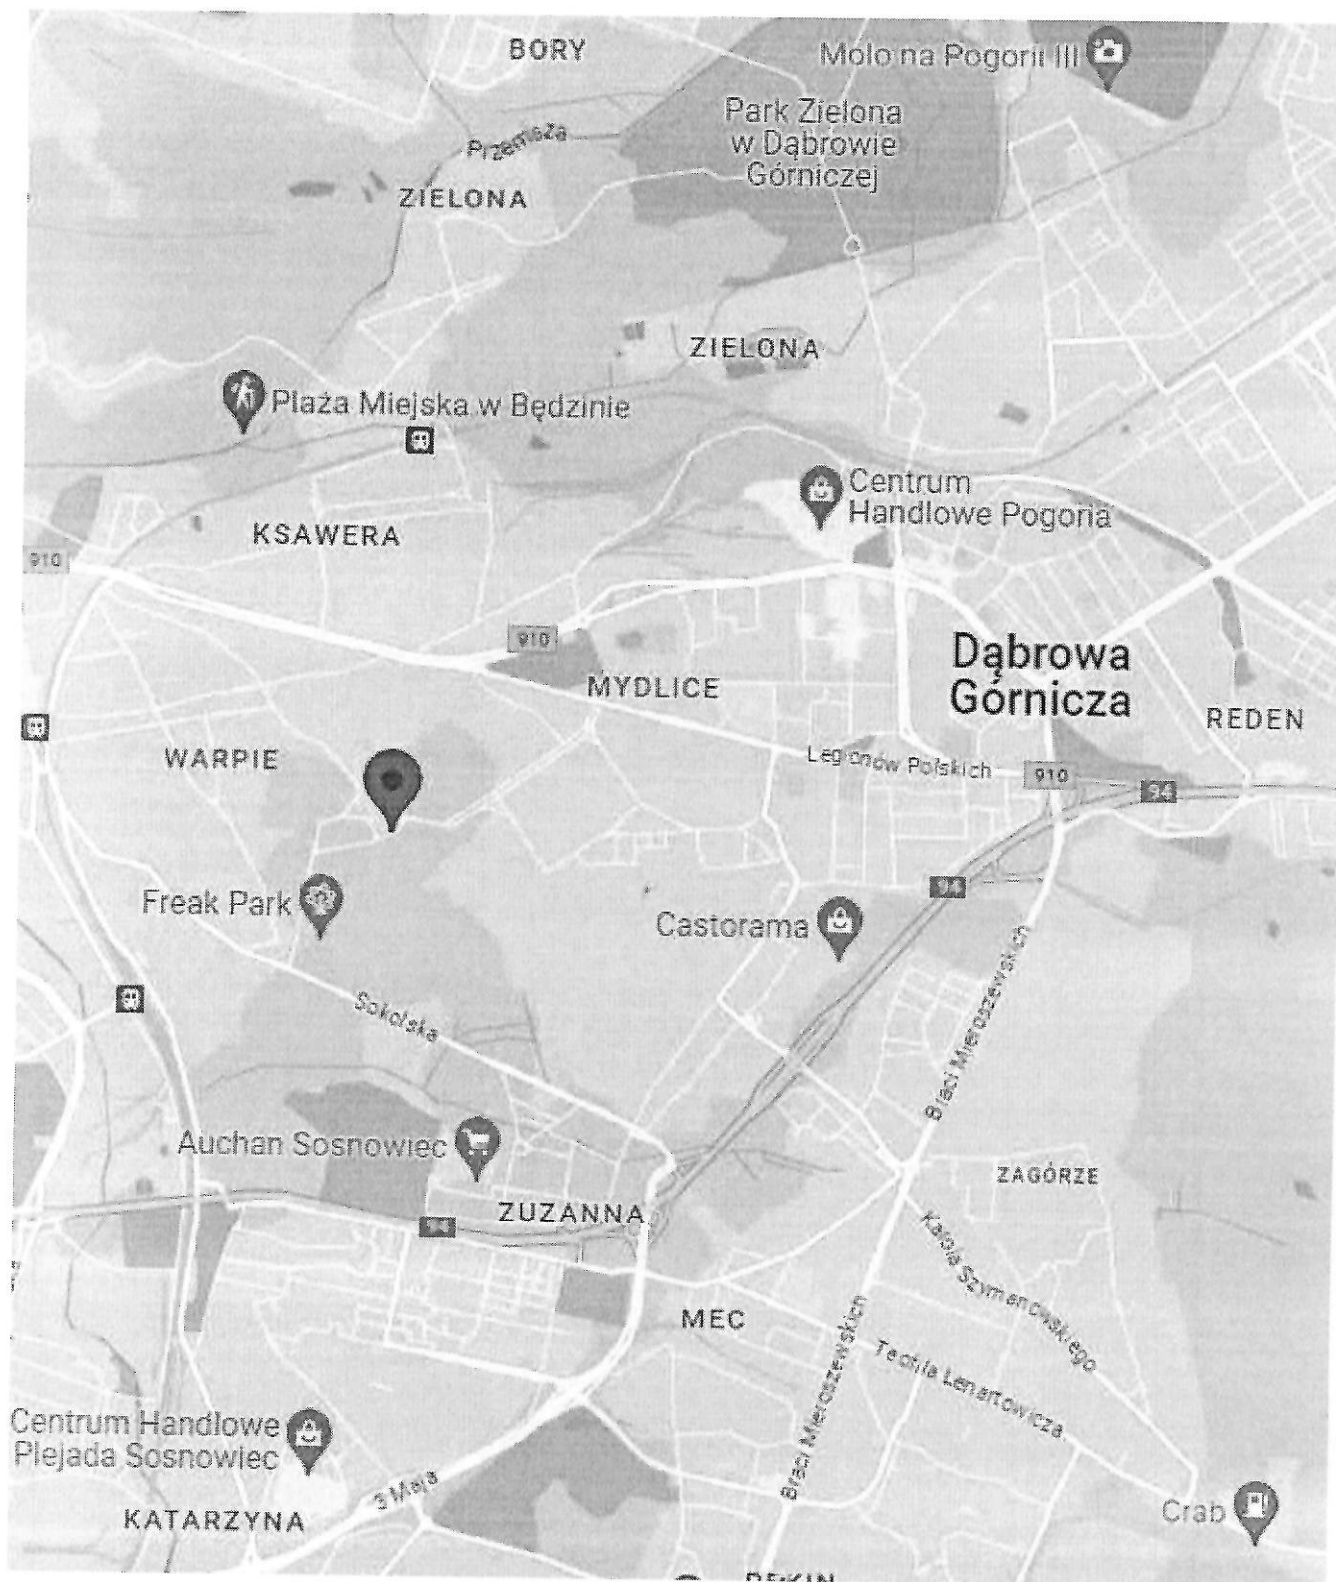 BORY
Molo na Pogorii III
Park Zielona
w Dąbrowie
Górniczej
Przemsza
ZIELONA
ZIELONA
Plaża Miejska w Będzinie
Centrum
Handlowe Pogoria
KSAWERA
910
910
Dąbrowa
Górnicza
MYDLICE
REDEN
WARPIE
Legionów Polskich
910
94
94
Freak Park
Castorama
Sokolska
Braci Mieroszewskich
Auchan Sosnowiec
ZAGÓRZE
ZUZANNA
94
Karola Szymanowskiego
MEC
Braci Mieroszewskich
Teofila Lenartowicza
Centrum Handlowe
Plejada Sosnowiec
3 Maja
KATARZYNA
Crab